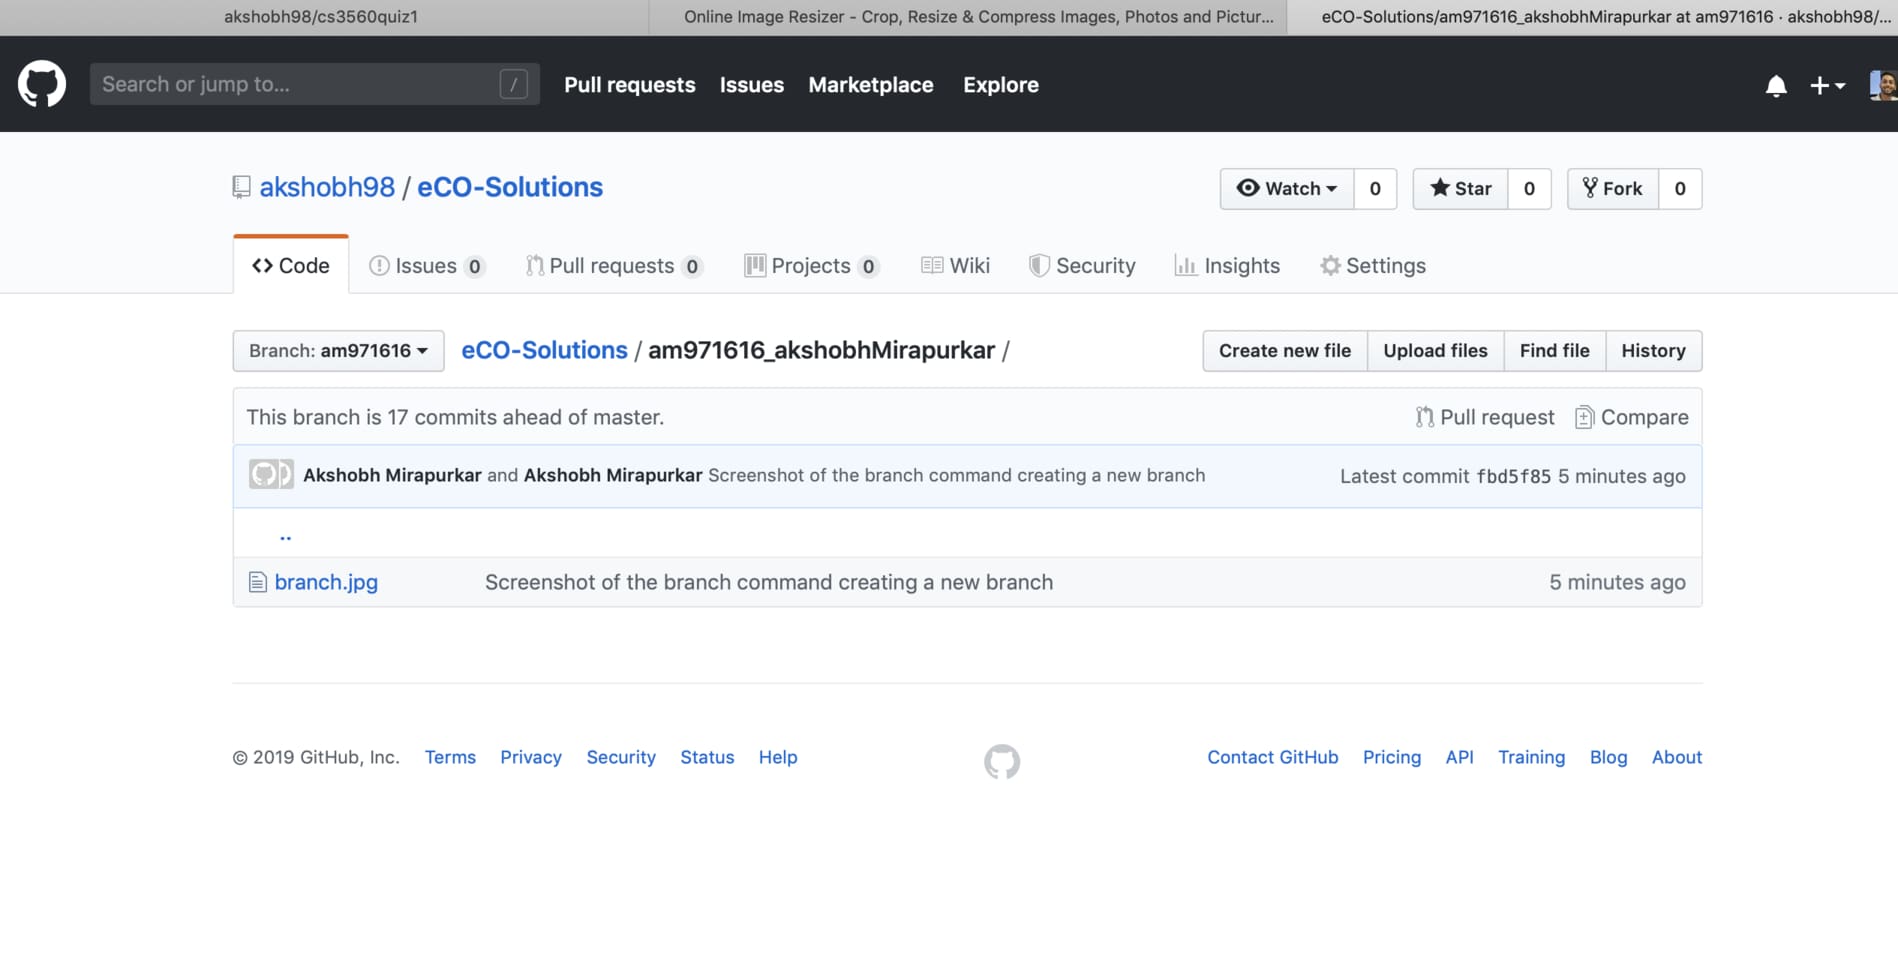 akshobh98/cs3560quiz1 Online Image Resizer - Crop, Resize & Compress Images, Photos and Pictur... eCO-Solutions/am971616_akshobhMirapurkar at am971616 · akshobh98/...
Search or jump to... / Pull requests Issues Marketplace Explore
akshobh98 / eCO-Solutions Watch 0 Star 0 Fork 0
Code Issues 0 Pull requests 0 Projects 0 Wiki Security Insights Settings
Branch: am971616 eCO-Solutions / am971616_akshobhMirapurkar / Create new file Upload files Find file History
This branch is 17 commits ahead of master. Pull request Compare
Akshobh Mirapurkar and Akshobh Mirapurkar Screenshot of the branch command creating a new branch Latest commit fbd5f85 5 minutes ago
..
branch.jpg Screenshot of the branch command creating a new branch 5 minutes ago
© 2019 GitHub, Inc. Terms Privacy Security Status Help Contact GitHub Pricing API Training Blog About